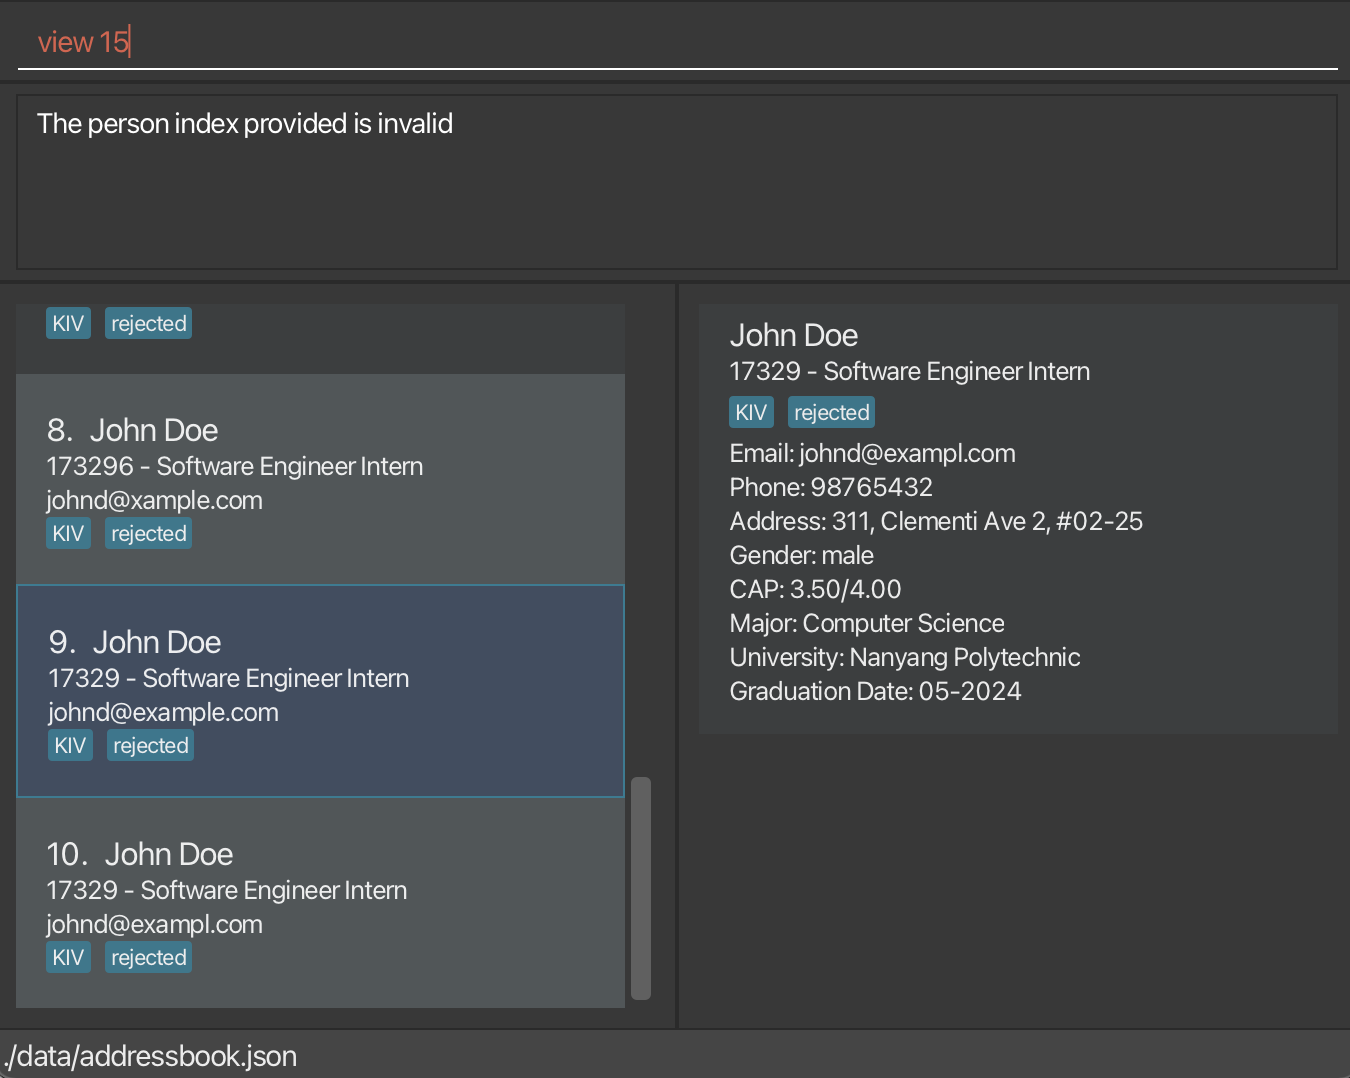 view 15
The person index provided is invalid
KIV rejected
8. John Doe
173296 - Software Engineer Intern
johnd@xample.com
KIV rejected
9. John Doe
17329 - Software Engineer Intern
johnd@example.com
KIV rejected
10. John Doe
17329 - Software Engineer Intern
johnd@exampl.com
KIV rejected
John Doe
17329 - Software Engineer Intern
KIV rejected
Email: johnd@exampl.com
Phone: 98765432
Address: 311, Clementi Ave 2, #02-25
Gender: male
CAP: 3.50/4.00
Major: Computer Science
University: Nanyang Polytechnic
Graduation Date: 05-2024
./data/addressbook.json